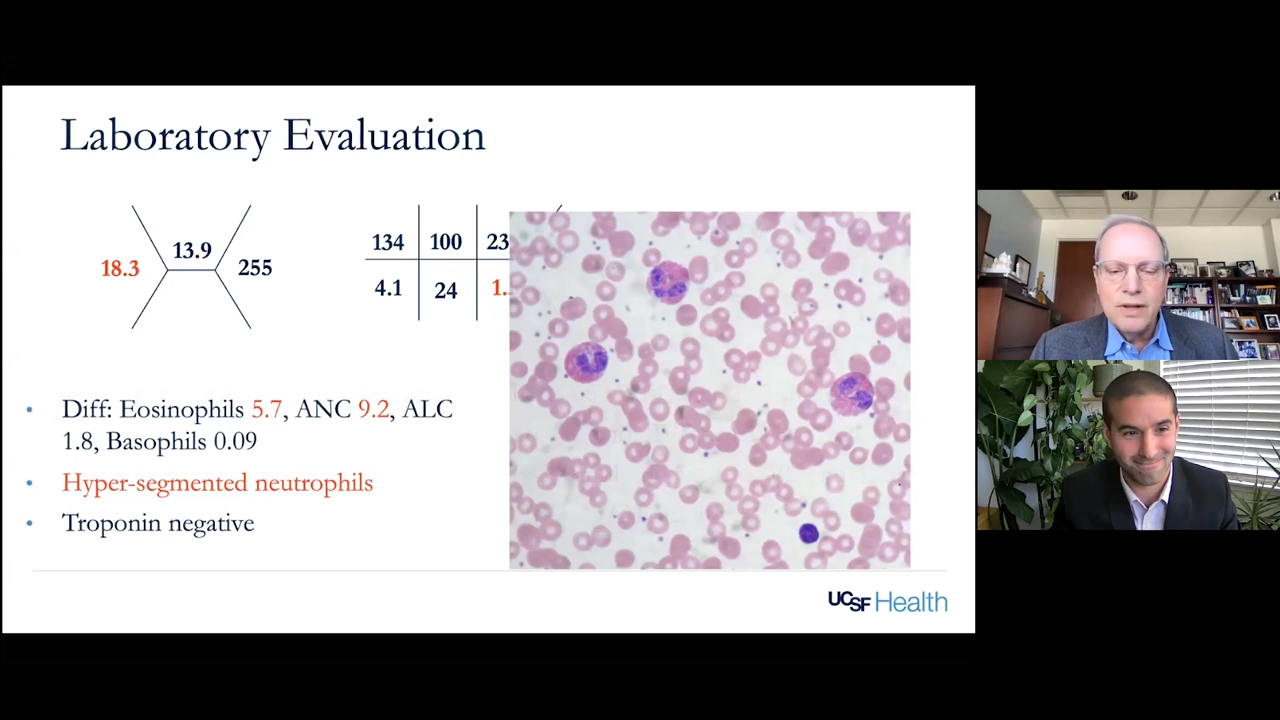 Laboratory Evaluation
18.3
13.9
255
134 100 23
4.1 24 1.
Diff: Eosinophils 5.7, ANC 9.2, ALC
1.8, Basophils 0.09
Hyper-segmented neutrophils
Troponin negative
UCSF Health